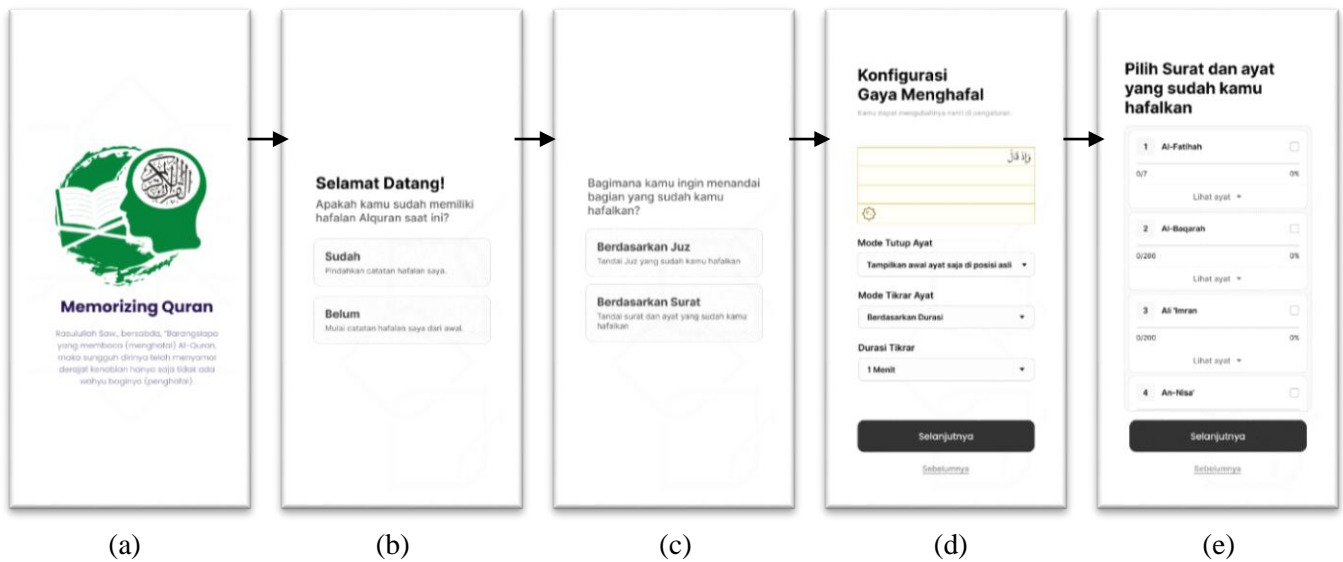 Memorizing Quran
Rasulullah Saw., bersabda, "Barangsiapa
yang membaca (menghafal) Al-Quran,
maka sungguh dirinya telah menyamai
derajat kenabian hanya saja tidak ada
wahyu baginya (penghafal)
(a)
Selamat Datang!
Apakah kamu sudah memiliki
hafalan Alquran saat ini?
Sudah
Pindahkan catatan hafalan saya.
Belum
Mulai catatan hafalan saya dari awal.
(b)
Bagimana kamu ingin menandai
bagian yang sudah kamu
hafalkan?
Berdasarkan Juz
Tandai Juz yang sudah kamu hafalkan
Berdasarkan Surat
Tandai surat dan ayat yang sudah kamu
hafalkan
(c)
Konfigurasi
Gaya Menghafal
Kamu dapat mengubahnya nanti di pengaturan.
وَإِذْ قَالَ
Mode Tutup Ayat
Tampilkan awal ayat saja di posisi asli
Mode Tikrar Ayat
Berdasarkan Durasi
Durasi Tikrar
1 Menit
Selanjutnya
Sebelumnya
(d)
Pilih Surat dan ayat
yang sudah kamu
hafalkan
1 Al-Fatihah
0/7 0%
Lihat ayat
2 Al-Baqarah
0/286 0%
Lihat ayat
3 Ali 'Imran
0/200 0%
Lihat ayat
4 An-Nisa'
Selanjutnya
Sebelumnya
(e)